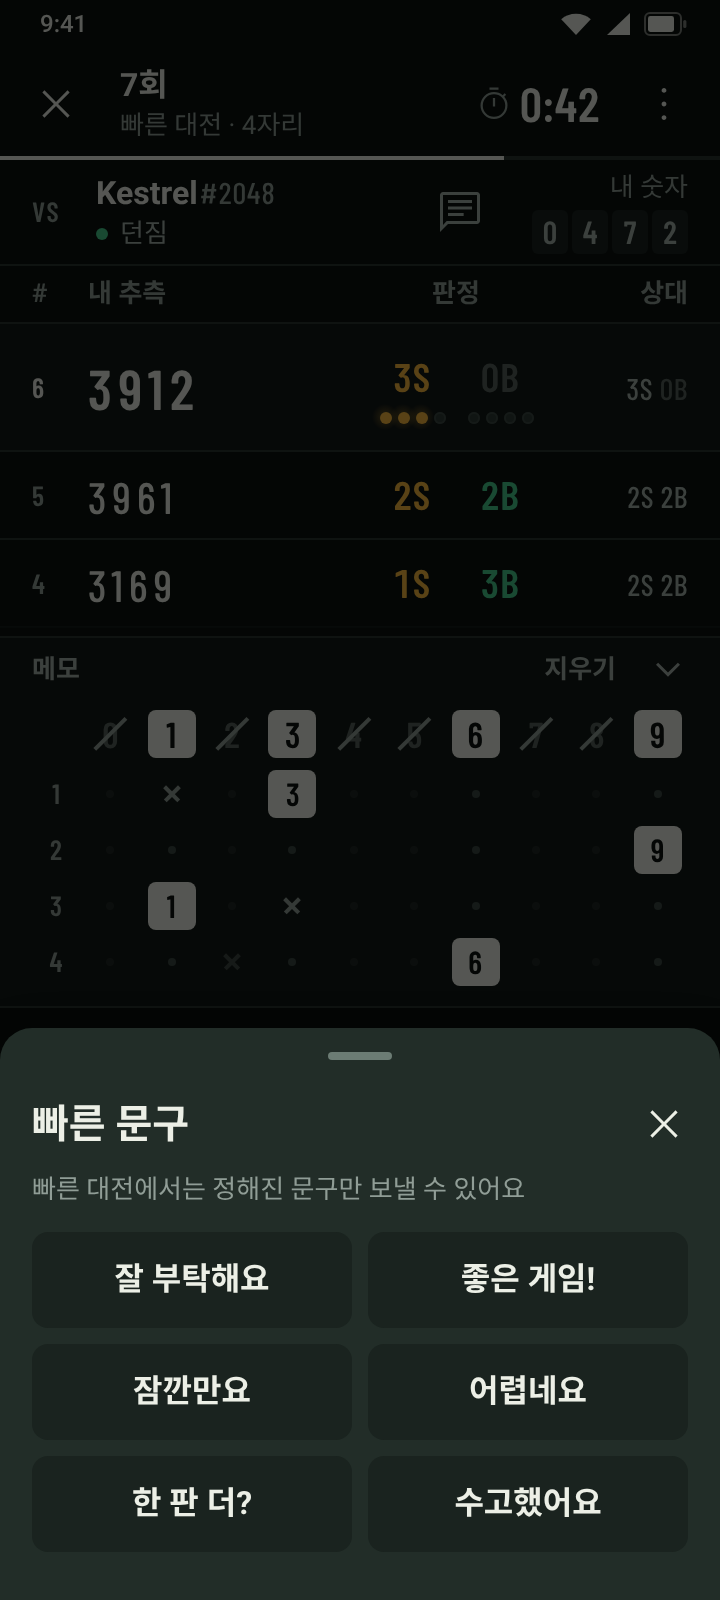 9:41
7회
빠른 대전 · 4자리
0:42
VS
Kestrel#2048
던짐
내 숫자
0 4 7 2
# 내 추측 판정 상대
6 3912 3S 0B 3S 0B
5 3961 2S 2B 2S 2B
4 3169 1S 3B 2S 2B
메모 지우기
0 1 2 3 4 5 6 7 8 9
1 × 3
2 9
3 1 ×
4 × 6
빠른 문구
빠른 대전에서는 정해진 문구만 보낼 수 있어요
잘 부탁해요 좋은 게임!
잠깐만요 어렵네요
한 판 더? 수고했어요